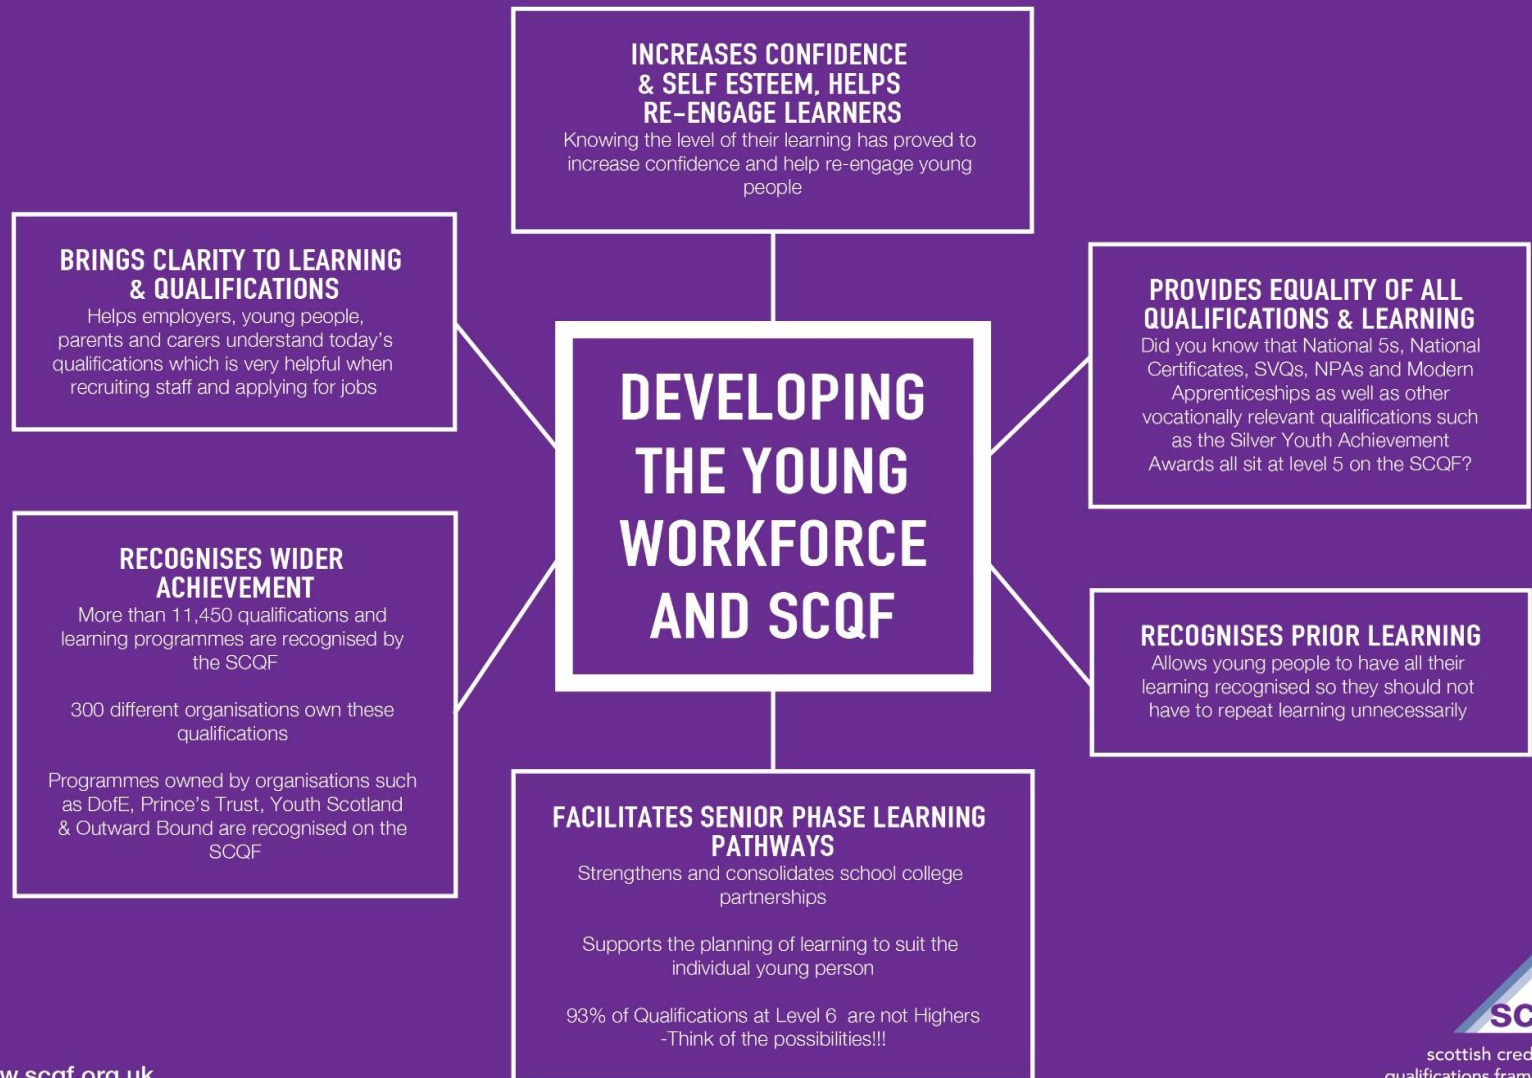 INCREASES CONFIDENCE
& SELF ESTEEM, HELPS
RE-ENGAGE LEARNERS
Knowing the level of their learning has proved to
increase confidence and help re-engage young
people
BRINGS CLARITY TO LEARNING
& QUALIFICATIONS
Helps employers, young people,
parents and carers understand today's
qualifications which is very helpful when
recruiting staff and applying for jobs
PROVIDES EQUALITY OF ALL
QUALIFICATIONS & LEARNING
Did you know that National 5s, National
Certificates, SVQs, NPAs and Modern
Apprenticeships as well as other
vocationally relevant qualifications such
as the Silver Youth Achievement
Awards all sit at level 5 on the SCQF?
DEVELOPING
THE YOUNG
WORKFORCE
AND SCQF
RECOGNISES WIDER
ACHIEVEMENT
More than 11,450 qualifications and
learning programmes are recognised by
the SCQF
300 different organisations own these
qualifications
Programmes owned by organisations such
as DofE, Prince's Trust, Youth Scotland
& Outward Bound are recognised on the
SCQF
RECOGNISES PRIOR LEARNING
Allows young people to have all their
learning recognised so they should not
have to repeat learning unnecessarily
FACILITATES SENIOR PHASE LEARNING
PATHWAYS
Strengthens and consolidates school college
partnerships
Supports the planning of learning to suit the
individual young person
93% of Qualifications at Level 6 are not Highers
-Think of the possibilities!!!
w.scqf.org.uk
SC
scottish cred
qualifications fram